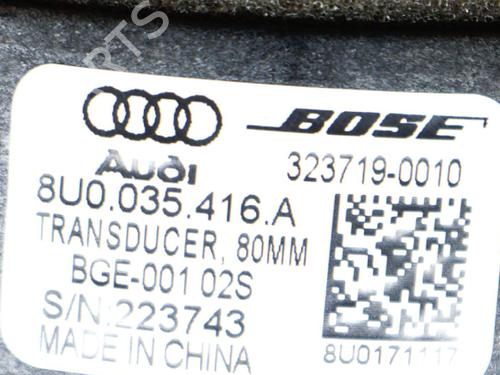 BOSE
Audi
323719-0010
8U0.035.416.A
TRANSDUCER, 80MM
BGE-001 02S
S/N:223743
MADE IN CHINA
8U0171117